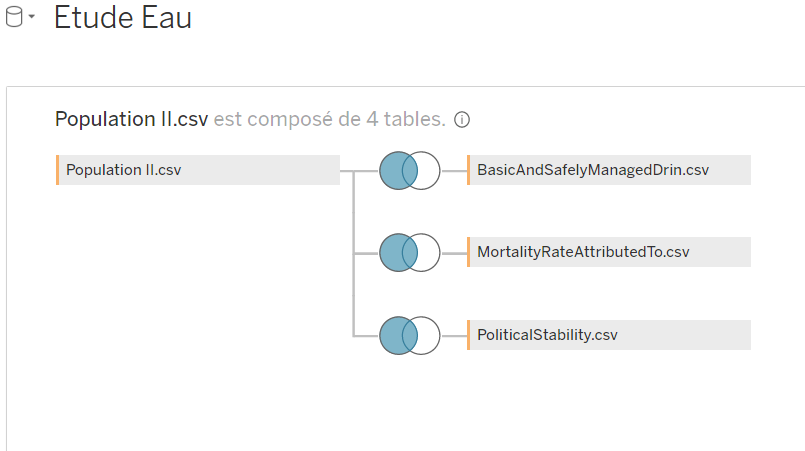 Etude Eau
Population II.csv est composé de 4 tables.
Population II.csv
BasicAndSafelyManagedDrin.csv
MortalityRateAttributedTo.csv
PoliticalStability.csv